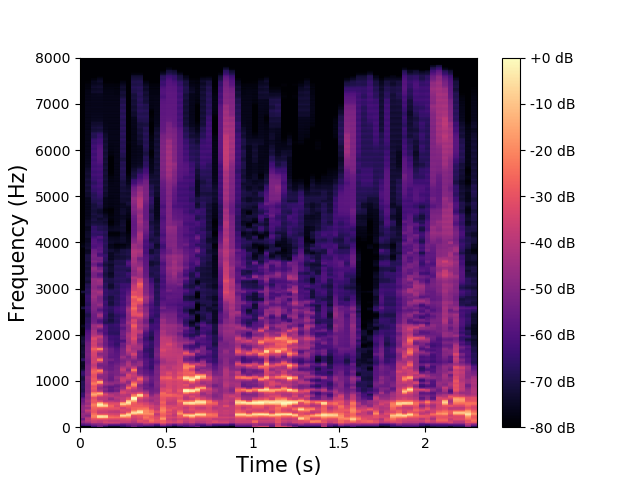 8000
7000
6000
5000
4000
3000
2000
1000
0
Frequency (Hz)
0
0.5
1
1.5
2
Time (s)
+0 dB
-10 dB
-20 dB
-30 dB
-40 dB
-50 dB
-60 dB
-70 dB
-80 dB